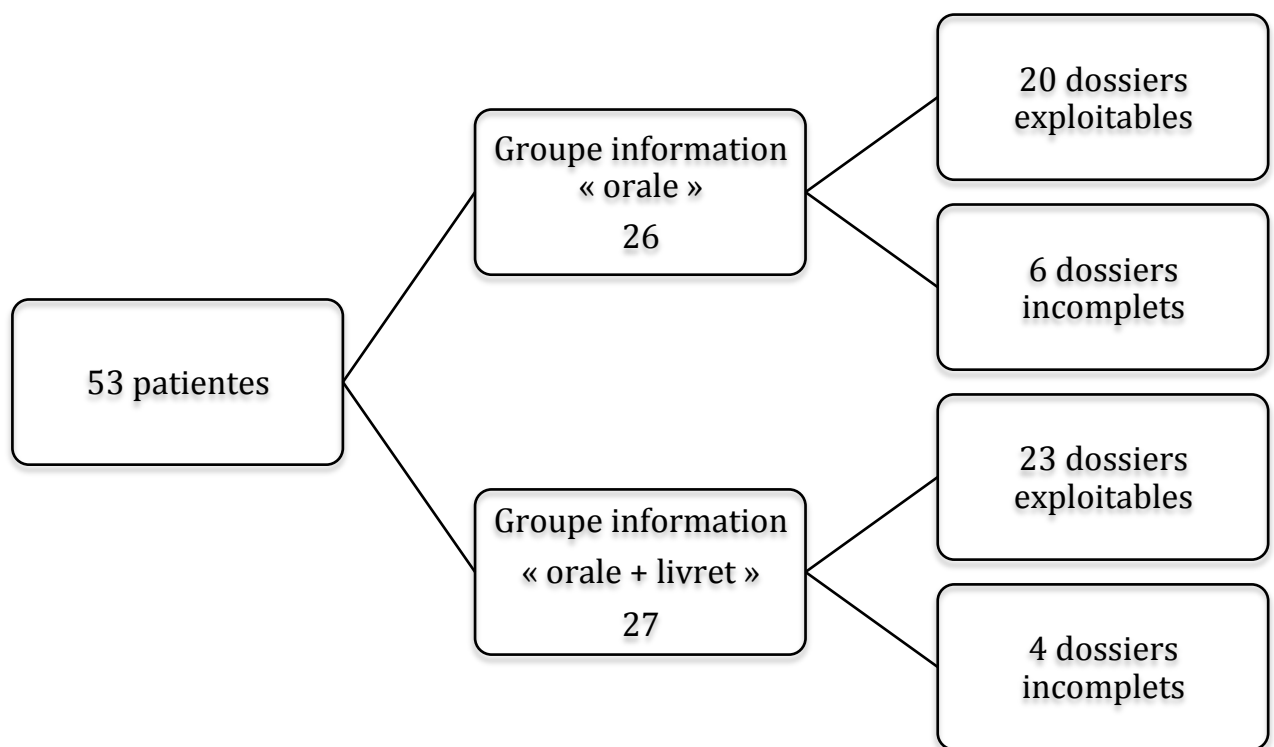 53 patientes
Groupe information
« orale »
26
20 dossiers
exploitables
6 dossiers
incomplets
Groupe information
« orale + livret »
27
23 dossiers
exploitables
4 dossiers
incomplets